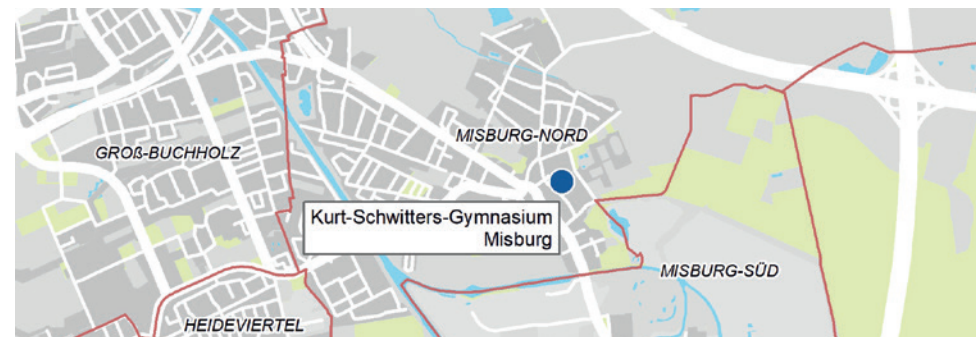 MISBURG-NORD
GROß-BUCHHOLZ
Kurt-Schwitters-Gymnasium
Misburg
MISBURG-SÜD
HEIDEVIERTEL